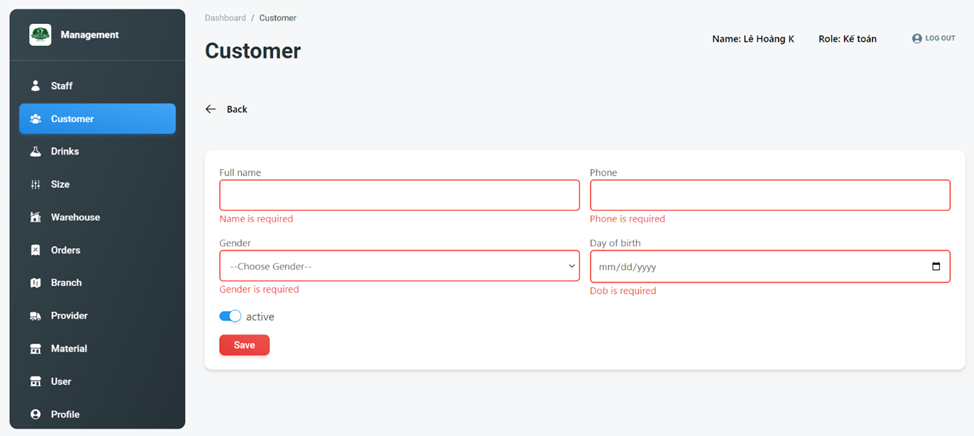 Management
Staff
Customer
Drinks
Size
Warehouse
Orders
Branch
Provider
Material
User
Profile
Dashboard / Customer
Customer
Name: Lê Hoàng K Role: Kế toán LOG OUT
Back
Full name Phone
Name is required Phone is required
Gender Day of birth
--Choose Gender-- mm/dd/yyyy
Gender is required Dob is required
active
Save